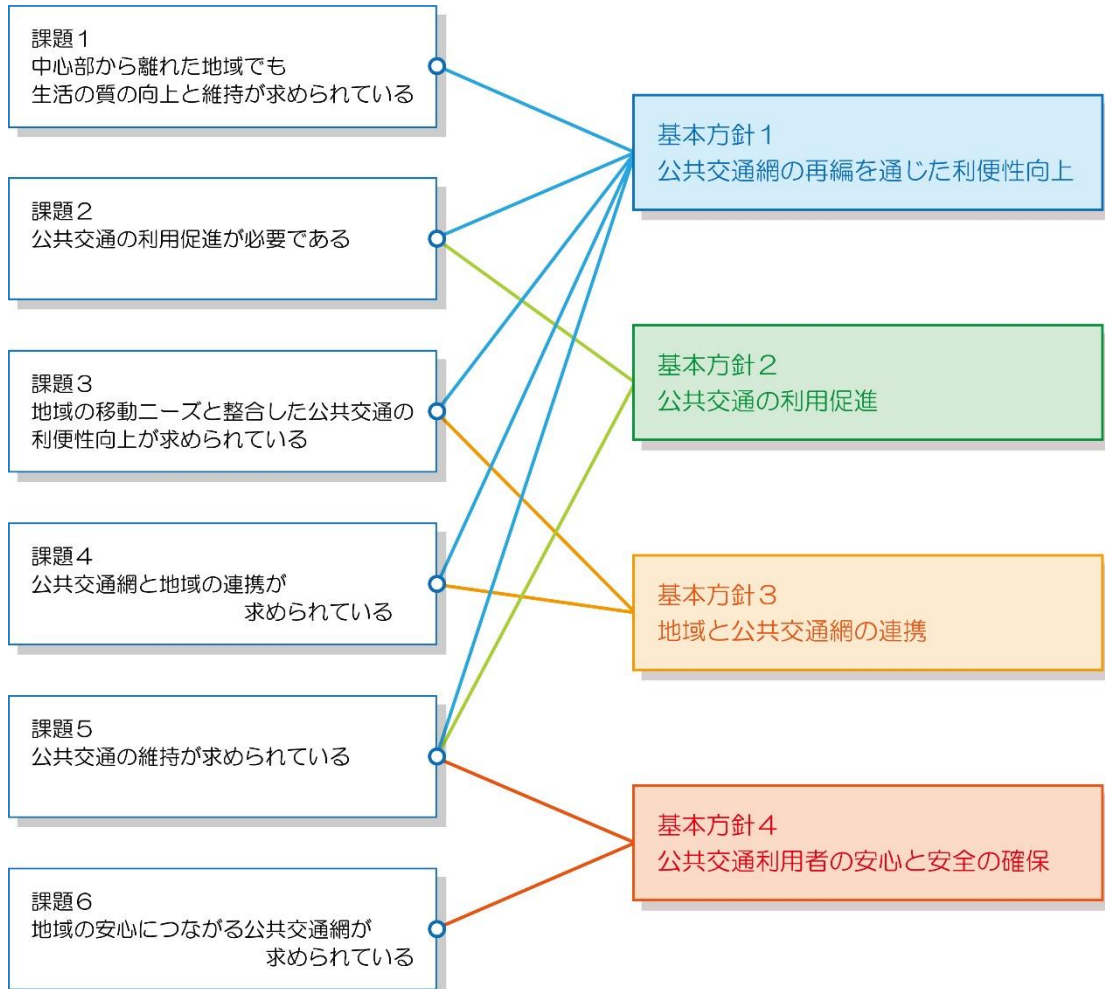 課題１
中心部から離れた地域でも
生活の質の向上と維持が求められている
課題２
公共交通の利用促進が必要である
課題３
地域の移動ニーズと整合した公共交通の
利便性向上が求められている
課題４
公共交通網と地域の連携が
求められている
課題５
公共交通の維持が求められている
課題６
地域の安心につながる公共交通網が
求められている
基本方針１
公共交通網の再編を通じた利便性向上
基本方針２
公共交通の利用促進
基本方針３
地域と公共交通網の連携
基本方針４
公共交通利用者の安心と安全の確保